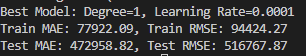 Best Model: Degree=1, Learning Rate=0.0001
Train MAE: 77922.09, Train RMSE: 94424.27
Test MAE: 472958.82, Test RMSE: 516767.87